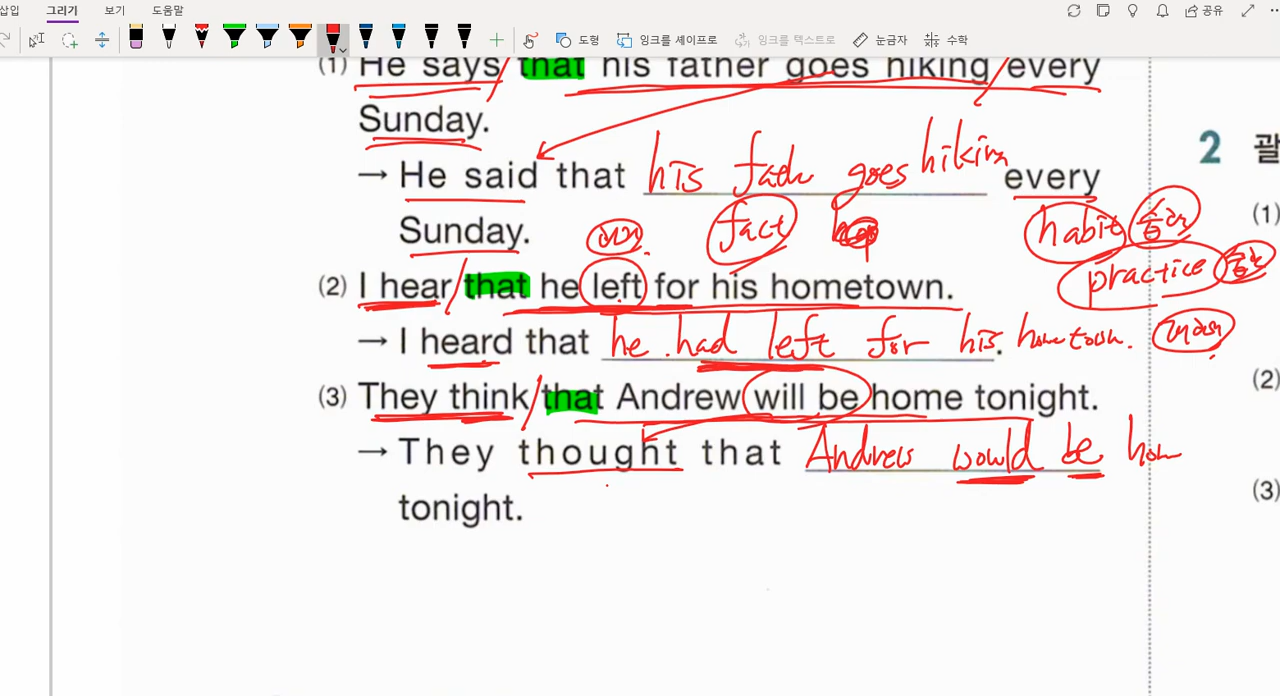 삽입 그리기 보기 도움말 공유
도형 잉크를 셰이프로 잉크를 텍스트로 눈금자 수학
(1) He says / that his father goes hiking / every
Sunday.
→ He said that his goes hiking every
Sunday. fact habit 습관
practice
(2) I hear / that he left for his hometown.
→ I heard that he had left for his hometown.
(3) They think / that Andrew will be home tonight.
→ They thought that Andrew would be hom
tonight.
2 괄
(1)
(2)
(3)